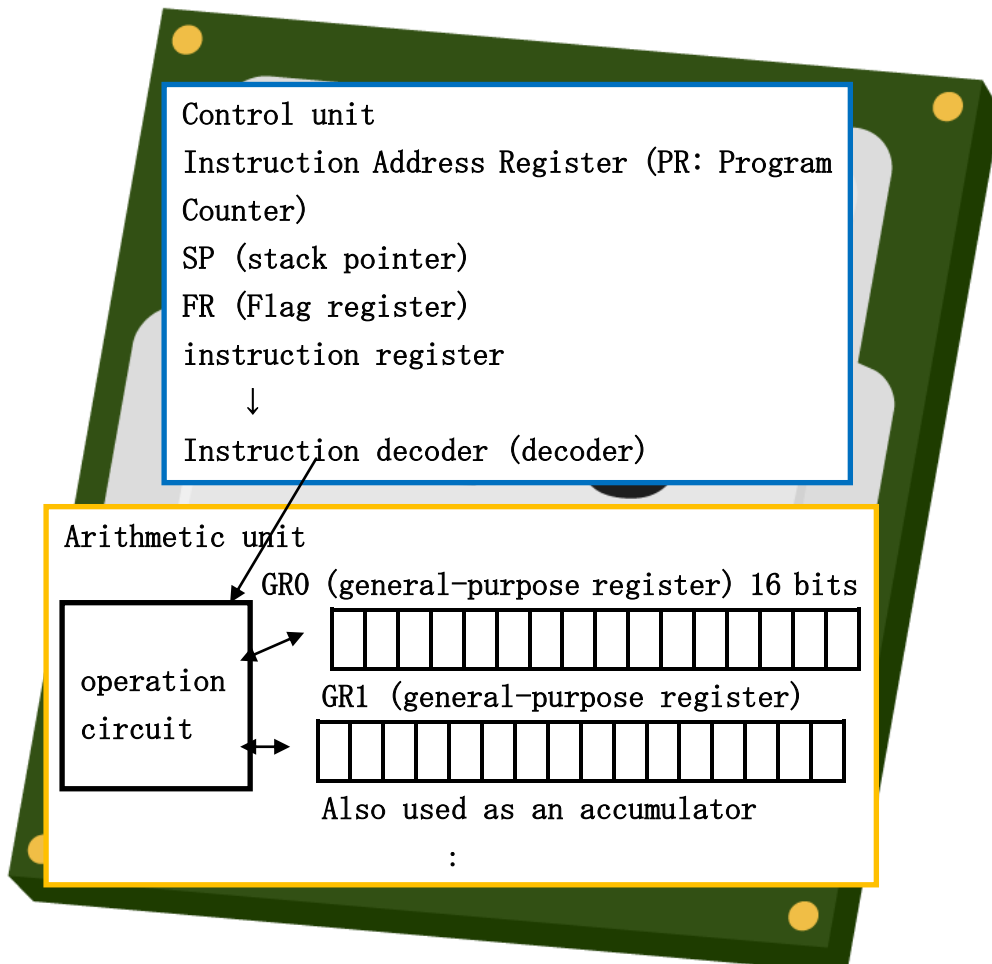 Control unit
Instruction Address Register (PR: Program
Counter)
SP (stack pointer)
FR (Flag register)
instruction register
↓
Instruction decoder (decoder)
Arithmetic unit
GR0 (general-purpose register) 16 bits
operation
circuit
GR1 (general-purpose register)
Also used as an accumulator
: